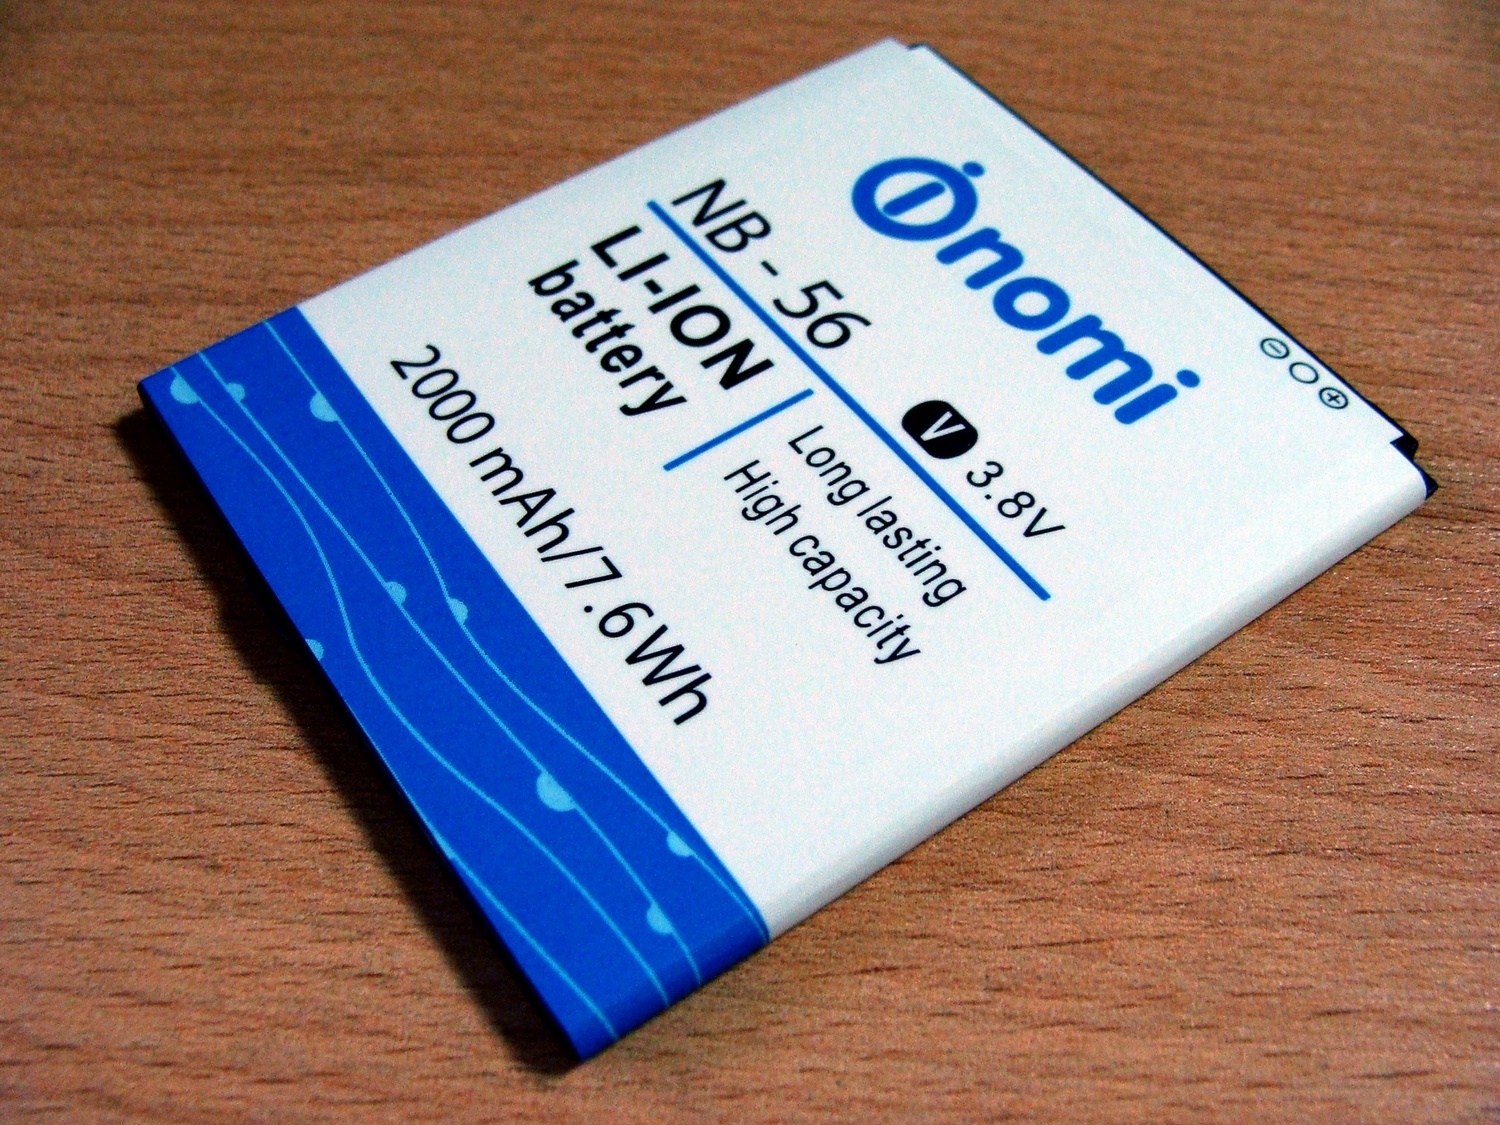 nomi
NB - 56
V 3.8V
LI-ION
battery
Long lasting
High capacity
2000 mAh/7.6Wh